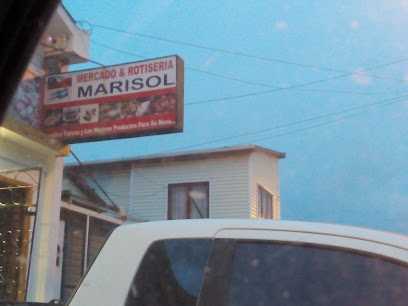 MERCADO & ROTISERIA
MARISOL
y Los Mejores Productos Para Su Mesa...